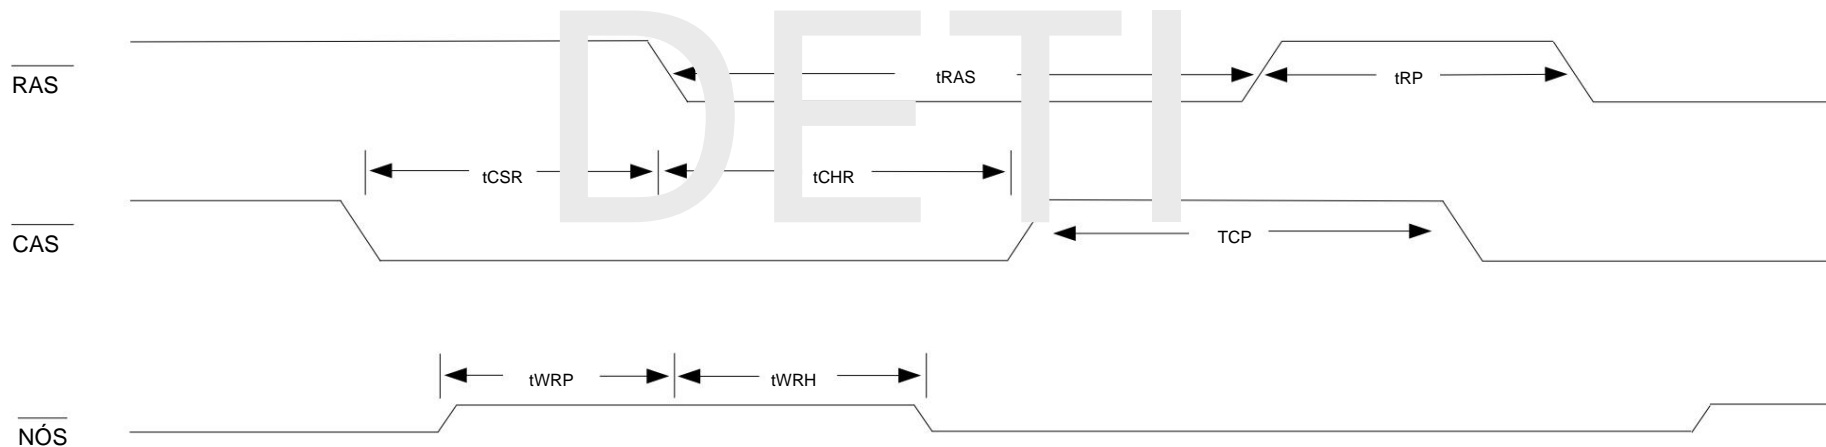 DETI
RAS
tRAS
tRP
tCSR
tCHR
CAS
TCP
tWRP
tWRH
NÓS